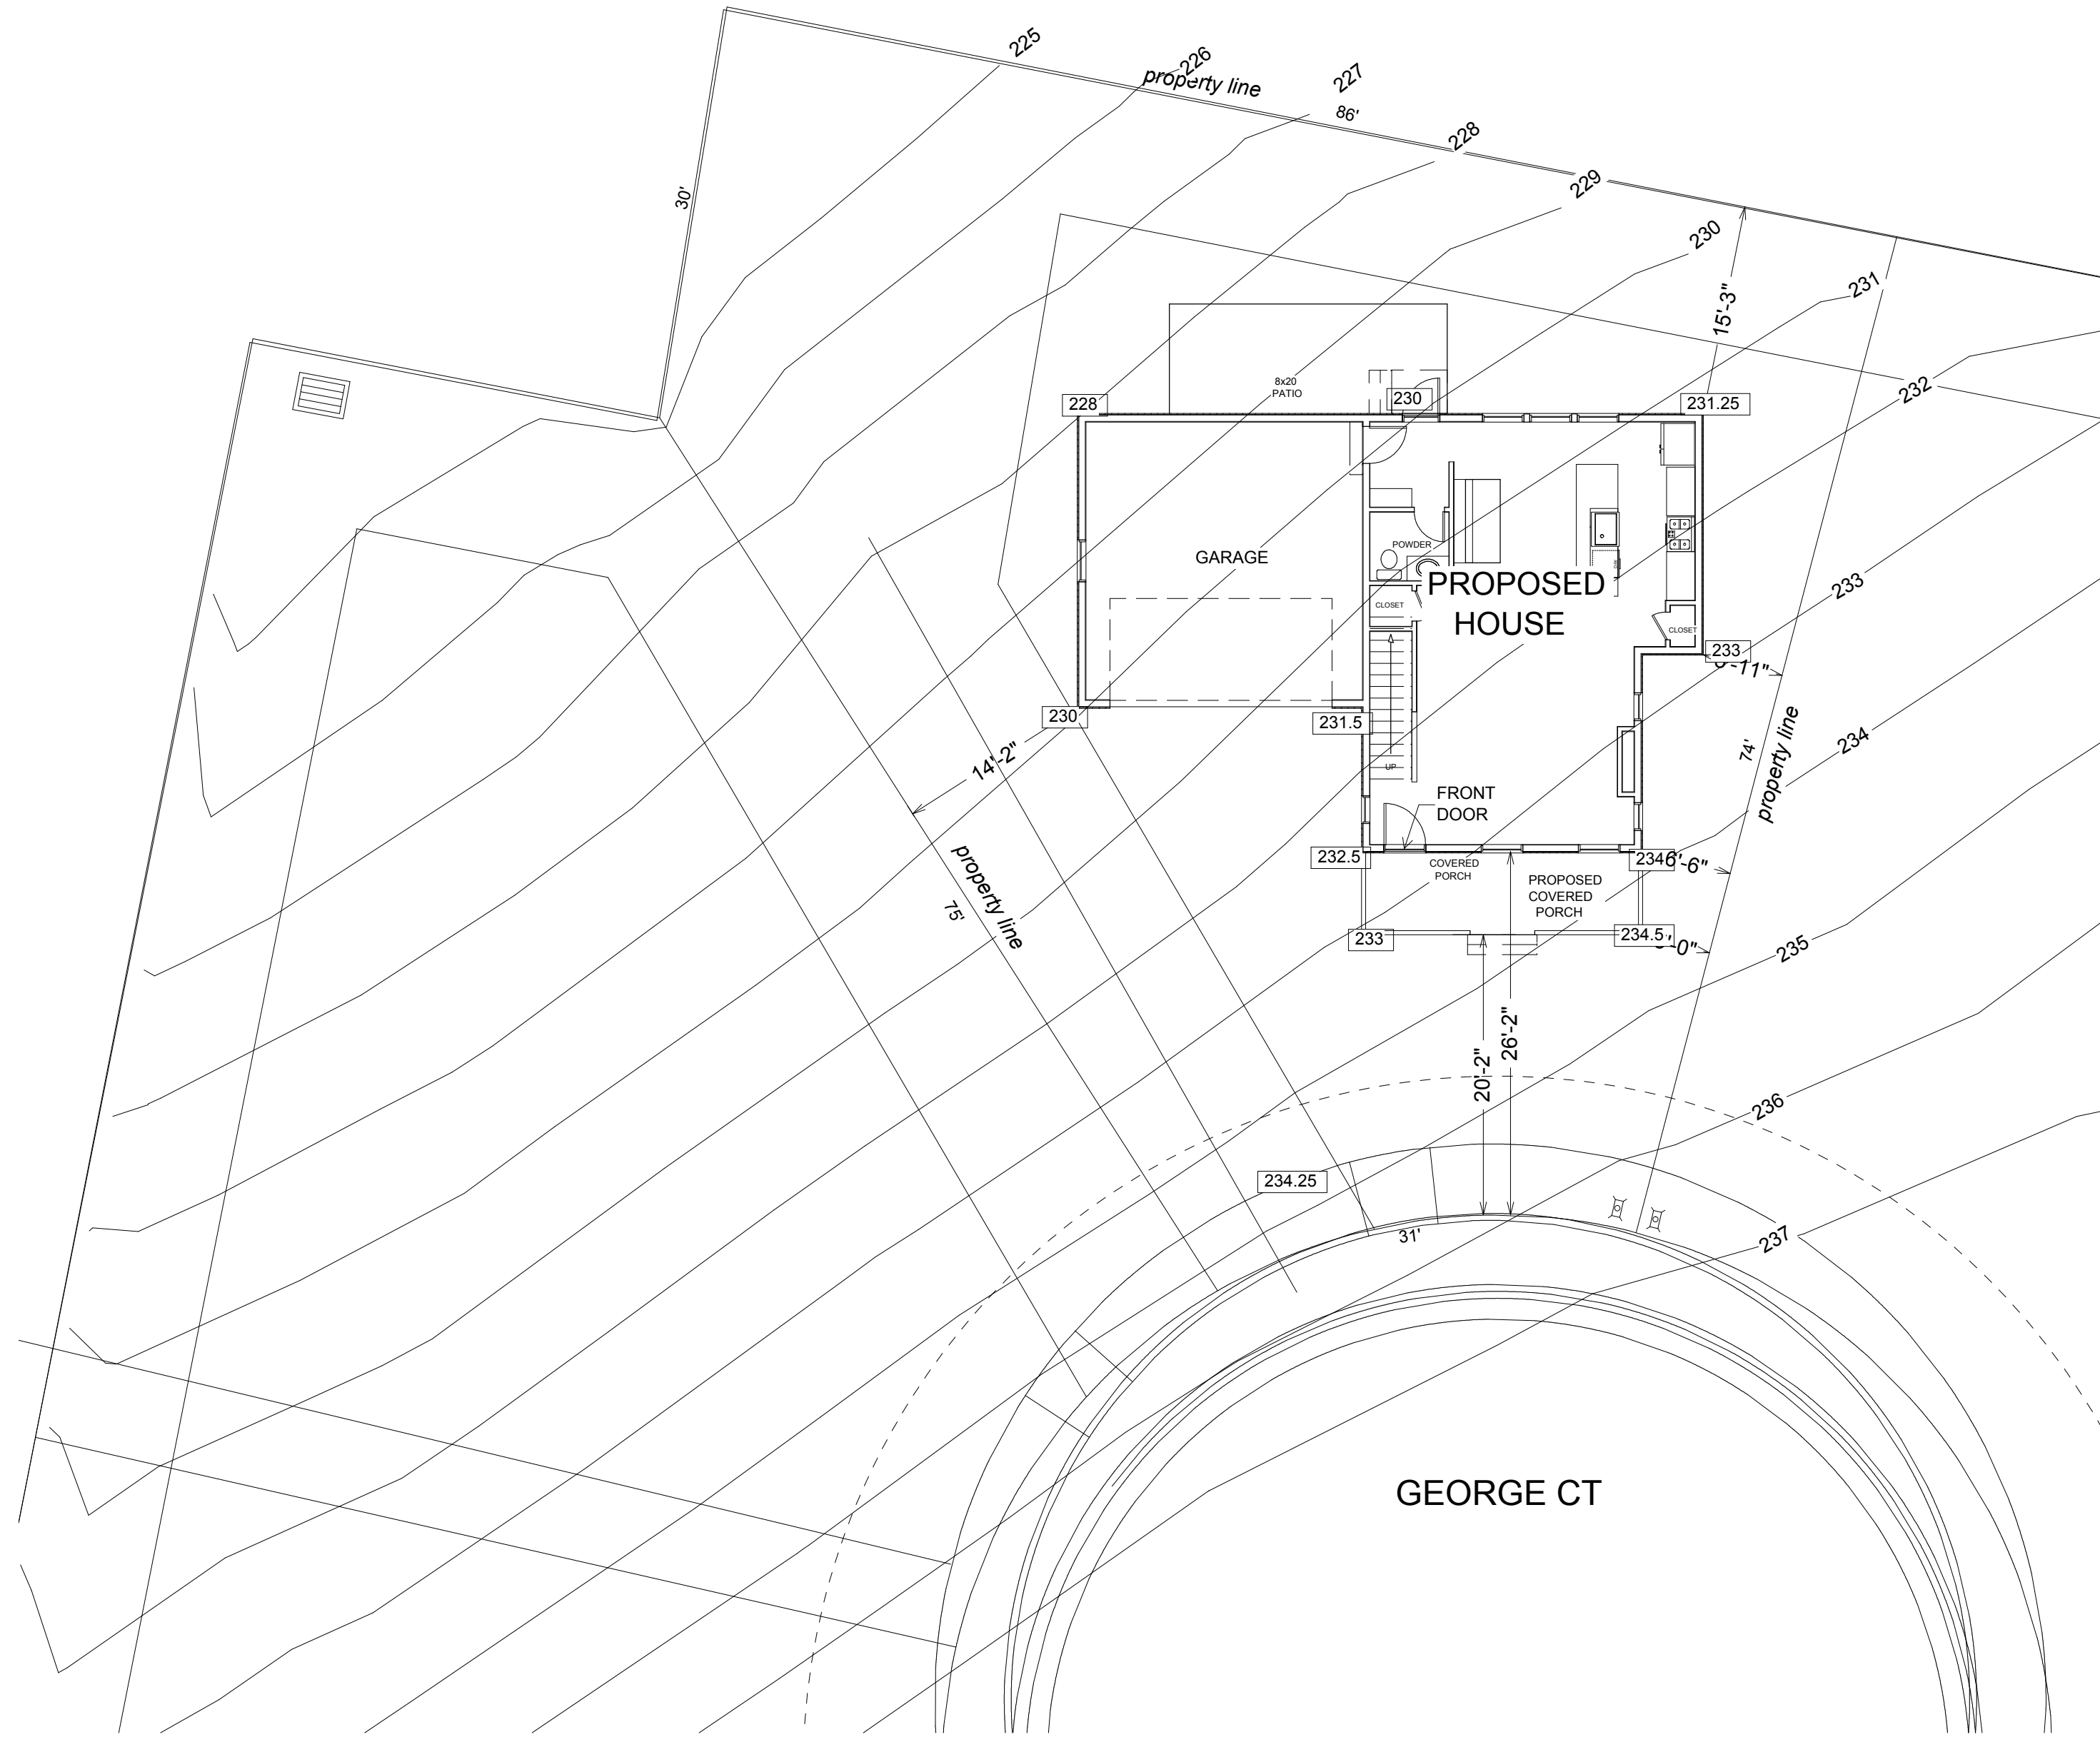 225
226
property line
227
86'
228
229
30'
230
231
15'-3"
232
8x20
PATIO
228
230
231.25
GARAGE
POWDER
PROPOSED
HOUSE
233
CLOSET
CLOSET
233
-11"
230
231.5
234
14'-2"
74'
property line
UP
FRONT
DOOR
232.5
COVERED
PORCH
234
6'-6"
PROPOSED
COVERED
PORCH
property line
75'
233
234.5
-0"
235
20'-2"
26'-2"
236
234.25
31'
237
GEORGE CT